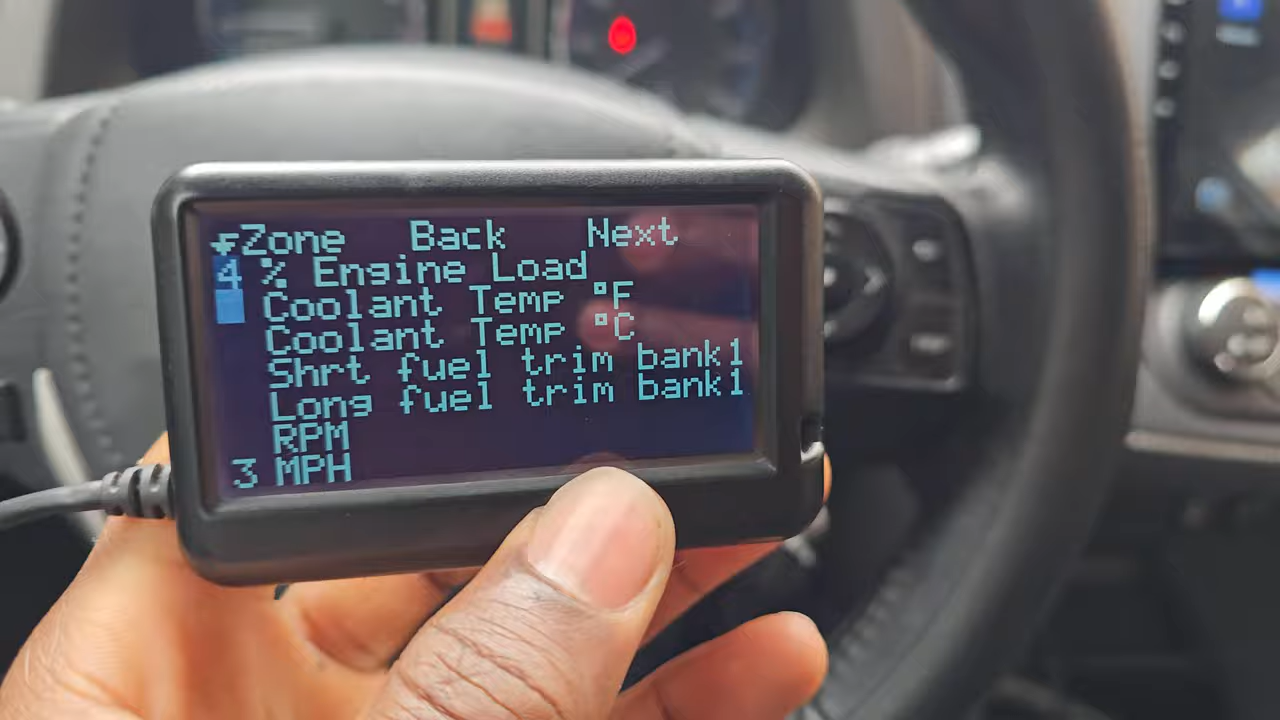 Zone Back Next
4 % Engine Load
Coolant Temp °F
Coolant Temp °C
Shrt fuel trim bank1
Long fuel trim bank1
RPM
3 MPH